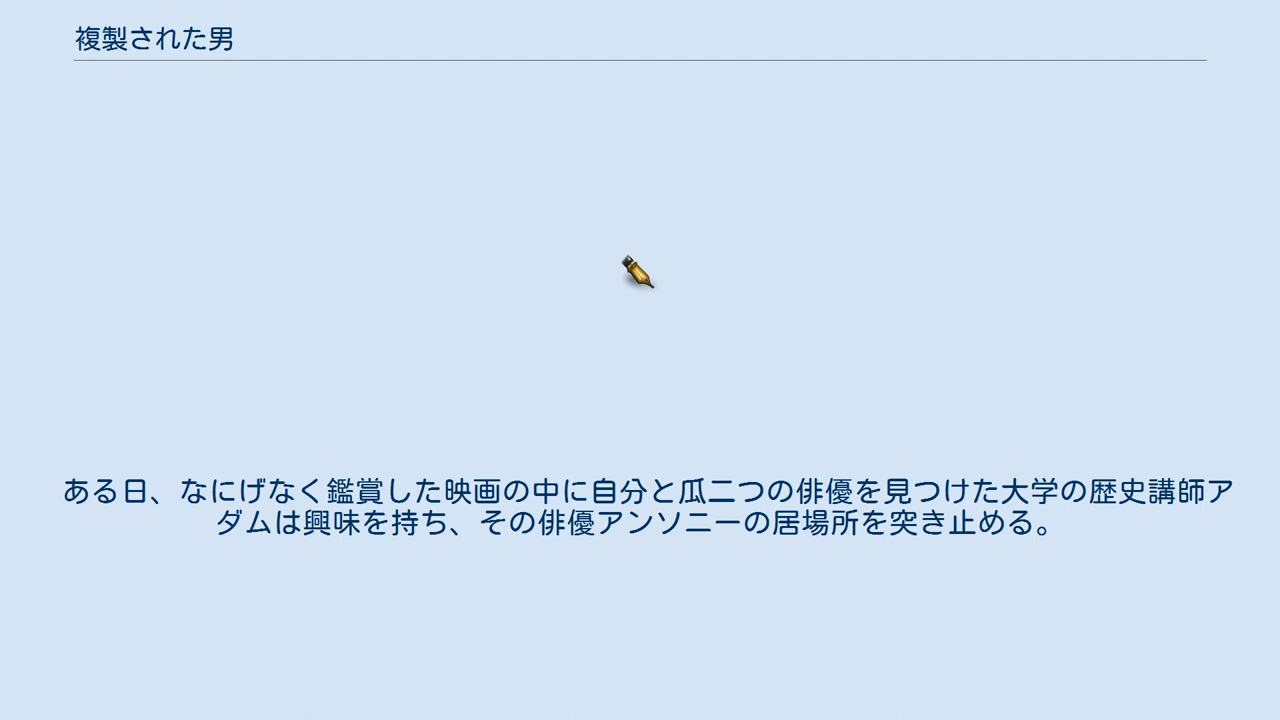 複製された男
ある日、なにげなく鑑賞した映画の中に自分と瓜二つの俳優を見つけた大学の歴史講師ア
ダムは興味を持ち、その俳優アンソニーの居場所を突き止める。